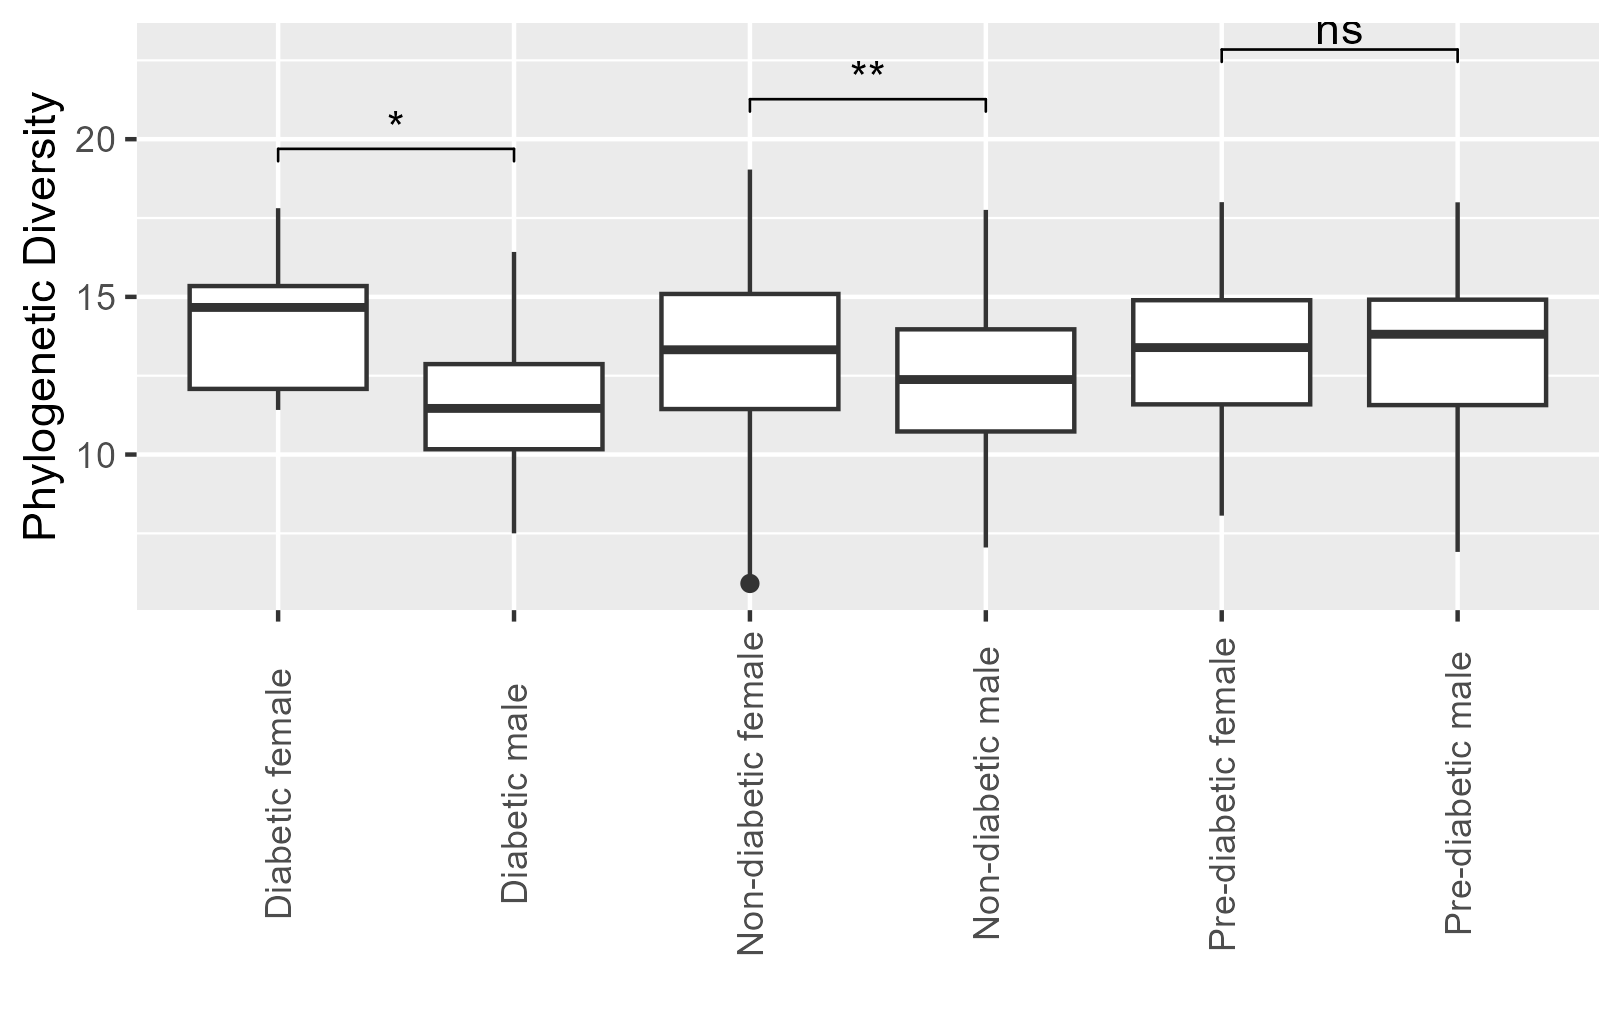 ns
**
*
Phylogenetic Diversity
20
15
10
Diabetic female
Diabetic male
Non-diabetic female
Non-diabetic male
Pre-diabetic female
Pre-diabetic male